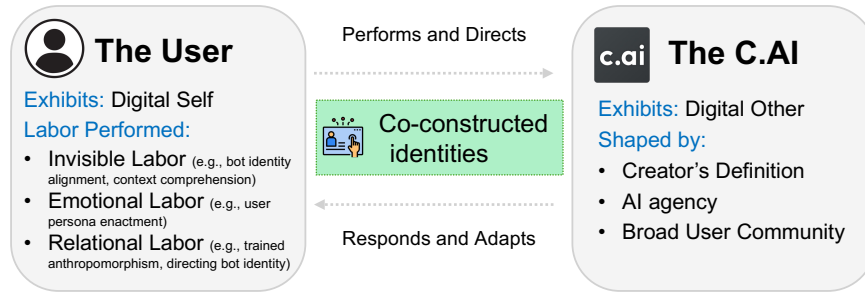 The User
Exhibits: Digital Self
Labor Performed:
• Invisible Labor (e.g., bot identity
alignment, context comprehension)
• Emotional Labor (e.g., user
persona enactment)
• Relational Labor (e.g., trained
anthropomorphism, directing bot identity)
Performs and Directs
Co-constructed
identities
Responds and Adapts
c.ai
The C.AI
Exhibits: Digital Other
Shaped by:
• Creator’s Definition
• AI agency
• Broad User Community